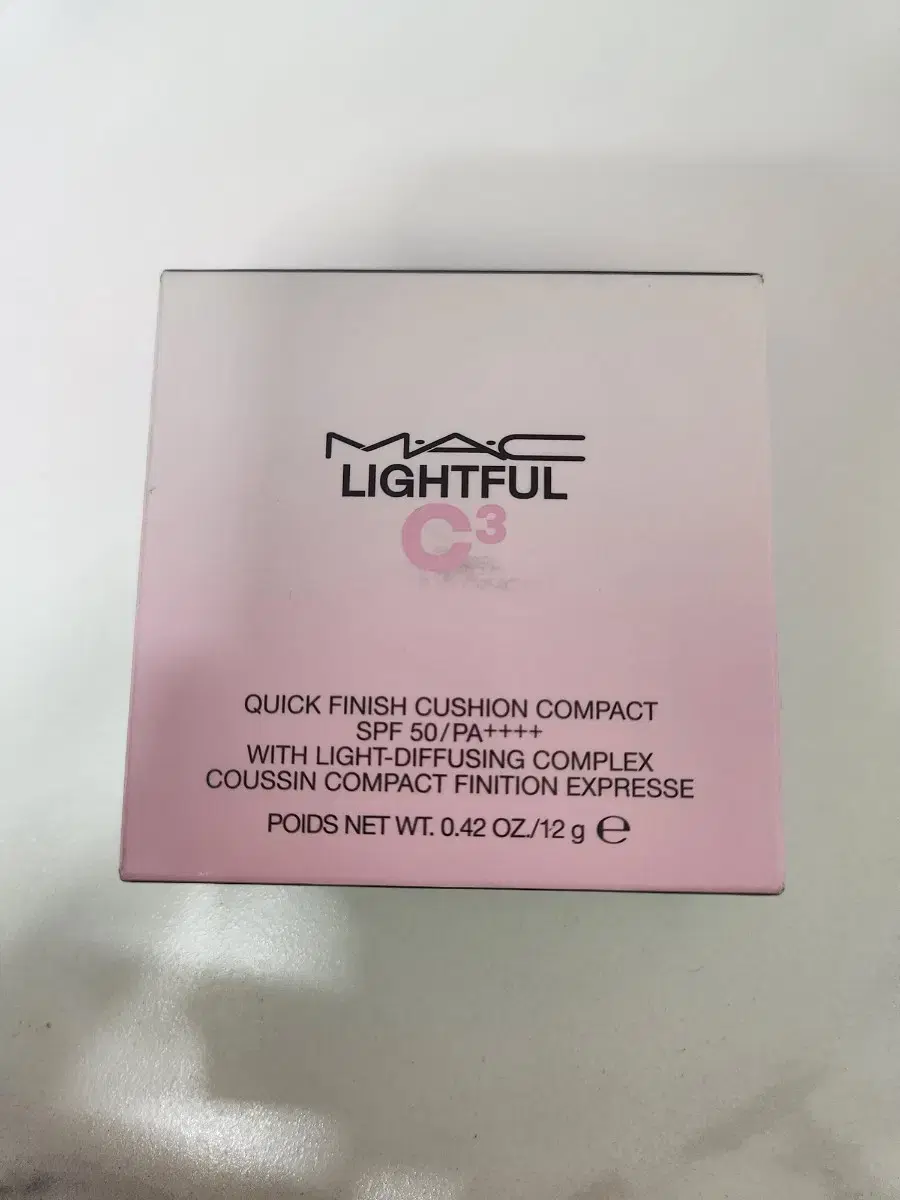 M·A·C
LIGHTFUL
C³
QUICK FINISH CUSHION COMPACT
SPF 50/PA++++
WITH LIGHT-DIFFUSING COMPLEX
COUSSIN COMPACT FINITION EXPRESSE
POIDS NET WT. 0.42 OZ./12 g ℮